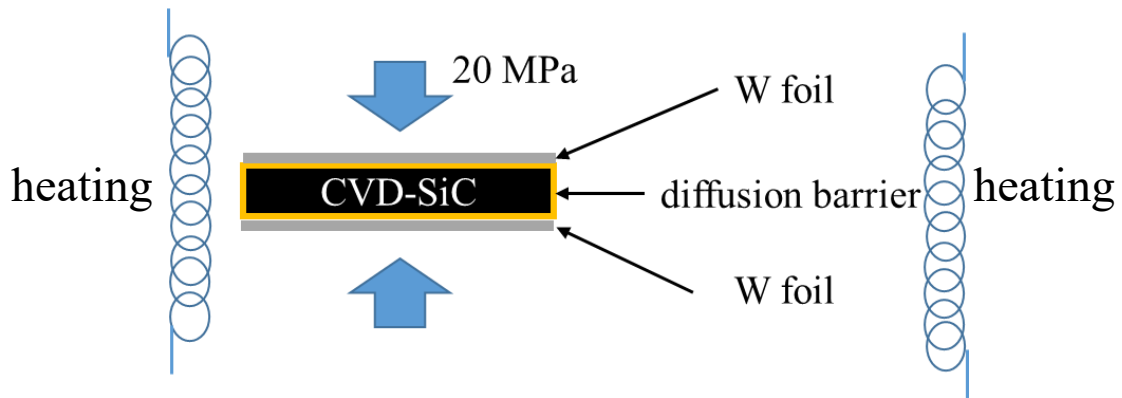 20 MPa
W foil
heating
CVD-SiC
diffusion barrier
heating
W foil